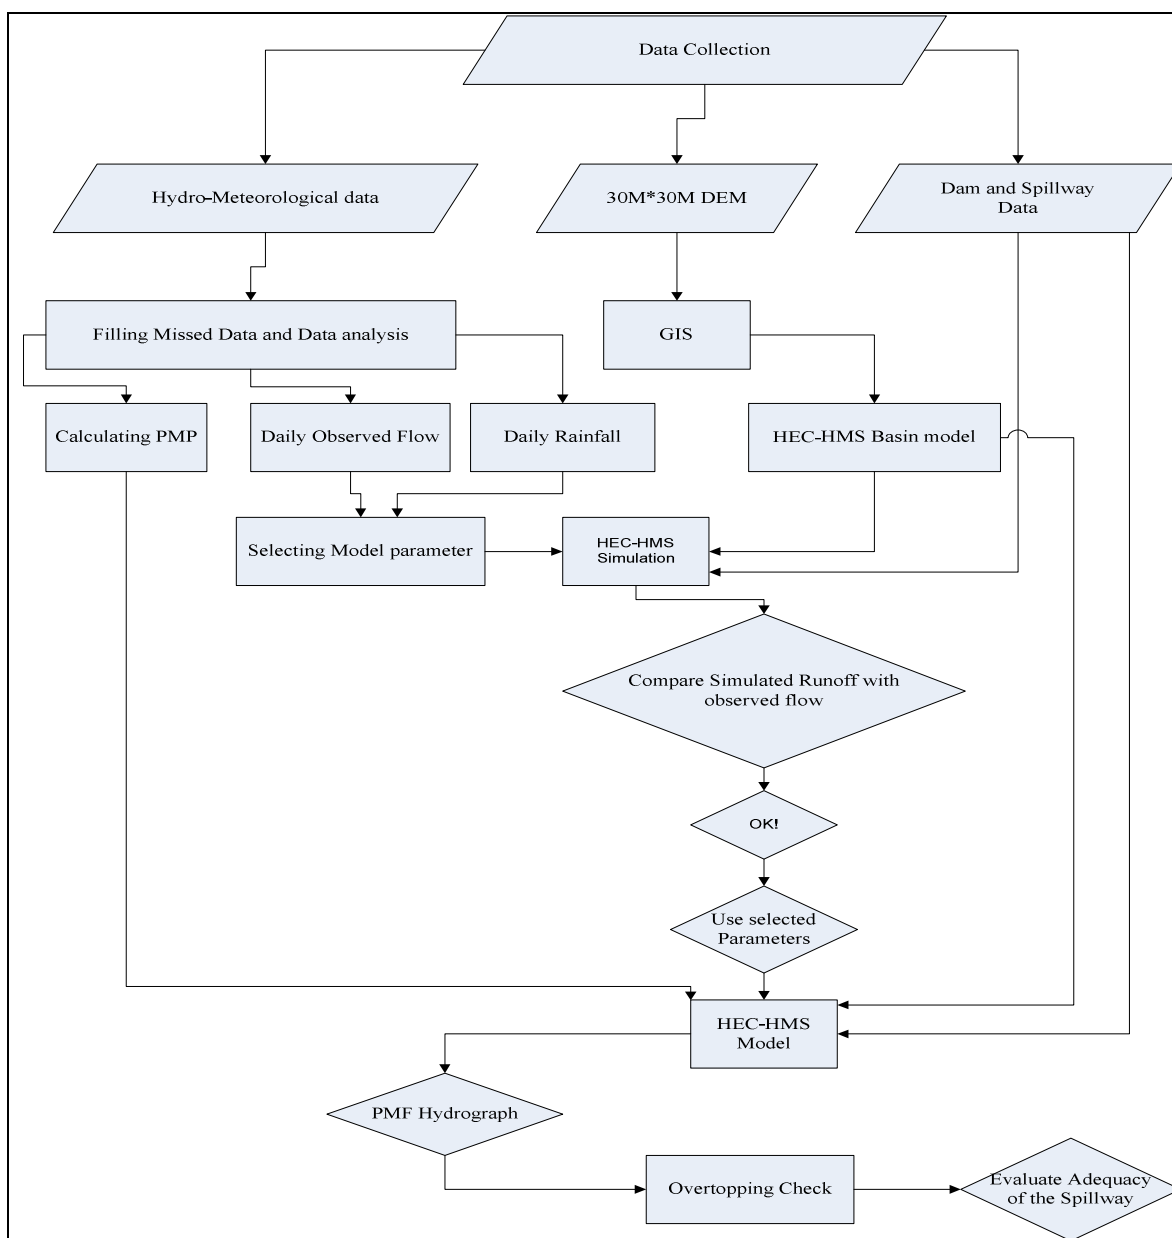 Data Collection
Hydro-Meteorological data
30M*30M DEM
Dam and Spillway
Data
Filling Missed Data and Data analysis
GIS
Calculating PMP
Daily Observed Flow
Daily Rainfall
HEC-HMS Basin model
Selecting Model parameter
HEC-HMS
Simulation
Compare Simulated Runoff with
observed flow
OK!
Use selected
Parameters
HEC-HMS
Model
PMF Hydrograph
Overtopping Check
Evaluate Adequacy
of the Spillway